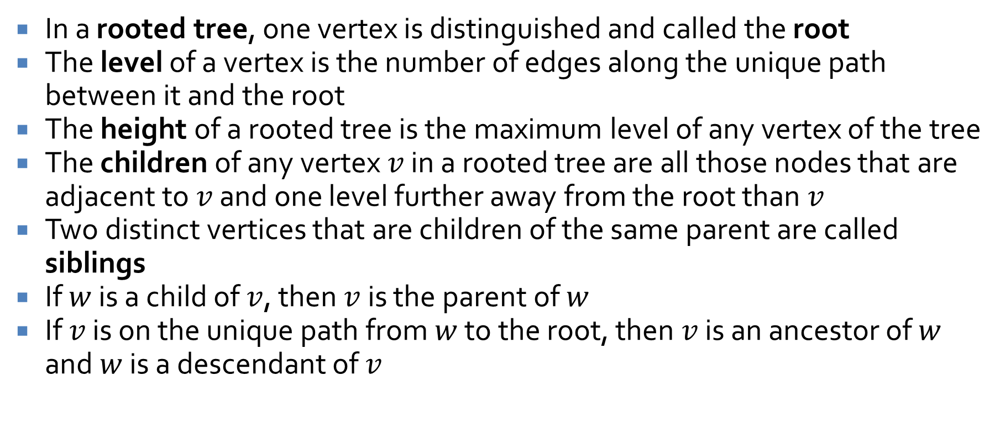 ▪ In a rooted tree, one vertex is distinguished and called the root
▪ The level of a vertex is the number of edges along the unique path
between it and the root
▪ The height of a rooted tree is the maximum level of any vertex of the tree
▪ The children of any vertex v in a rooted tree are all those nodes that are
adjacent to v and one level further away from the root than v
▪ Two distinct vertices that are children of the same parent are called
siblings
▪ If w is a child of v, then v is the parent of w
▪ If v is on the unique path from w to the root, then v is an ancestor of w
and w is a descendant of v